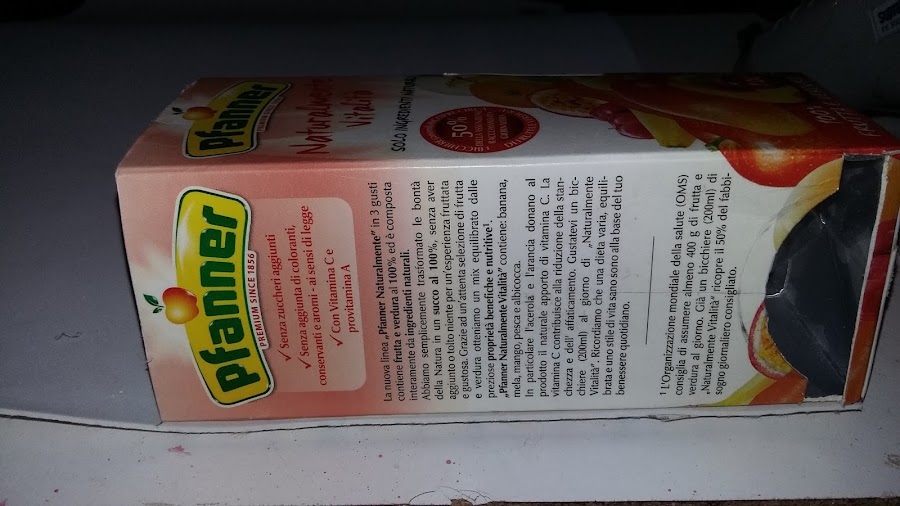 Pfanner
PREMIUM SINCE 1856
✓ Senza zuccheri aggiunti
✓ Senza aggiunta di coloranti,
conservanti e aromi - ai sensi di legge
✓ Con Vitamina C e
provitamina A
La nuova linea „Pfanner Naturalmente” in 3 gusti
contiene frutta e verdura al 100% ed è composta
interamente da ingredienti naturali.
Abbiamo semplicemente trasformato le bontà
della Natura in un succo al 100%, senza aver
aggiunto o tolto niente per un'esperienza fruttata
e gustosa. Grazie ad un'attenta selezione di frutta
e verdura otteniamo un mix equilibrato dalle
preziose proprietà benefiche e nutritive¹.
„Pfanner Naturalmente Vitalità” contiene: banana,
mela, mango, pesca e albicocca.
In particolare l'acerola e l'arancia donano al
prodotto il naturale apporto di vitamina C. La
vitamina C contribuisce alla riduzione della stan-
chezza e dell' affaticamento. Gustatevi un bic-
chiere (200ml) al giorno di „Naturalmente
Vitalità”. Ricordiamo che una dieta varia, equili-
brata e uno stile di vita sano sono alla base del tuo
benessere quotidiano.
¹ L'Organizzazione mondiale della salute (OMS)
consiglia di assumere almeno 400 g di frutta e
verdura al giorno. Già un bicchiere (200ml) di
„Naturalmente Vitalità” ricopre il 50% del fabbi-
sogno giornaliero consigliato.
Pfanner
PREMIUM SINCE 1856
Naturalmente
Vitalità
SOLO INGREDIENTI NATURALI
50%
100%